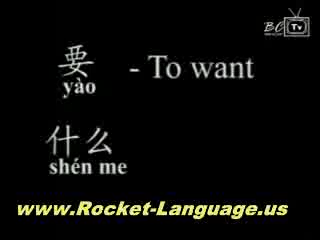 BC TV
要 - To want
yào
什么
shén me
www.Rocket-Language.us